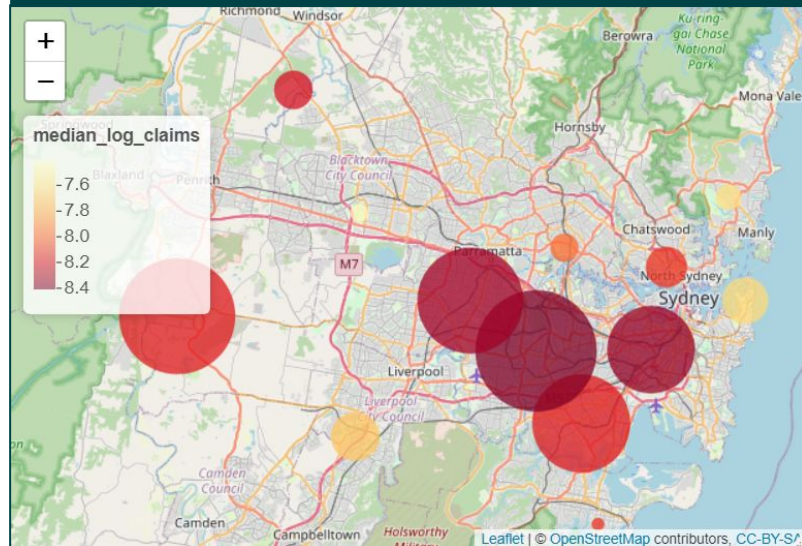 Richmond
Windsor
Ku-ring-
gai Chase
National
Park
Berowra
+
−
Mona Vale
median_log_claims
Springwood
Hornsby
Blacktown
City Council
-7.6
Blaxland
Penrith
-7.8
-8.0
Chatswood
Manly
Parramatta
-8.2
M7
North Sydney
-8.4
Sydney
Liverpool
Liverpool
City Council
Camden
Council
Camden
Campbelltown
Holsworthy
Military
Leaflet | © OpenStreetMap contributors, CC-BY-SA